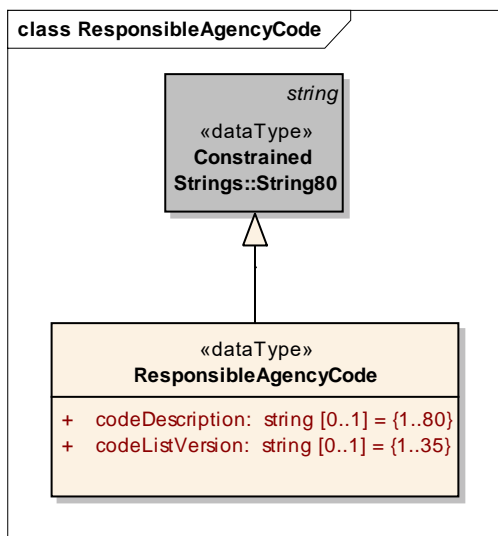 class ResponsibleAgencyCode
string
«dataType»
Constrained
Strings::String80
«dataType»
ResponsibleAgencyCode
+ codeDescription: string [0..1] = {1..80}
+ codeListVersion: string [0..1] = {1..35}